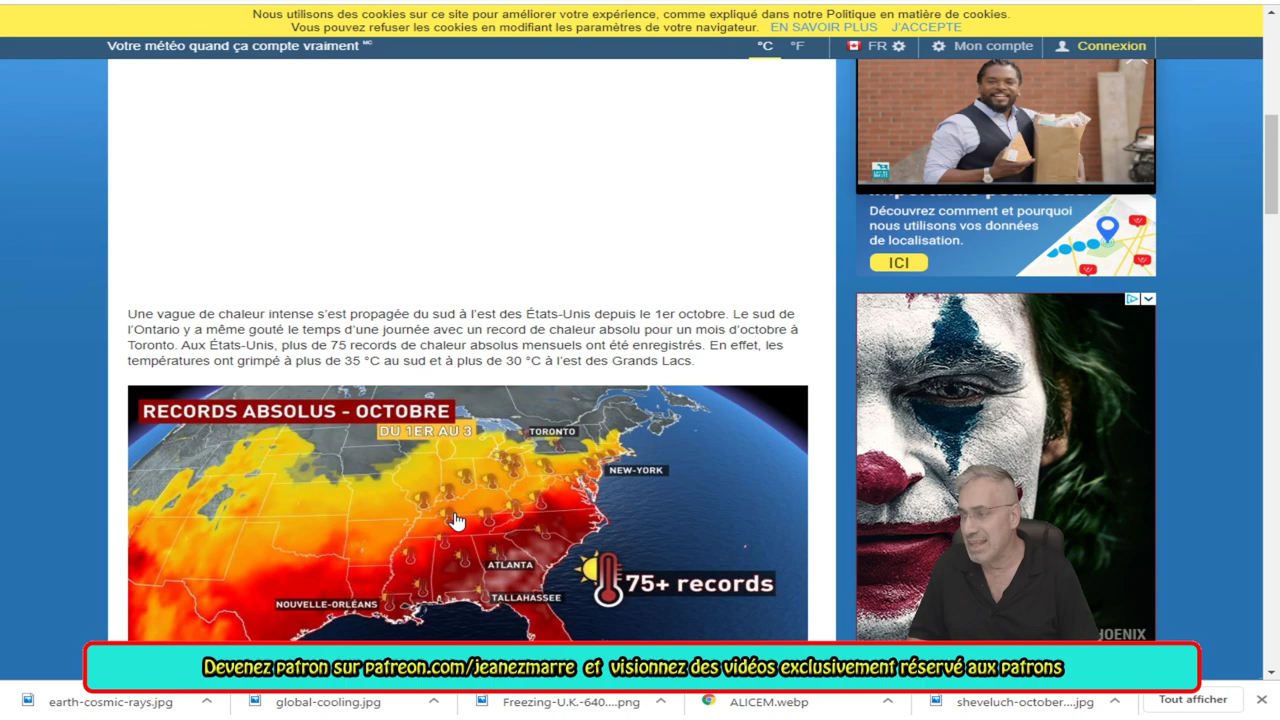 Nous utilisons des cookies sur ce site pour améliorer votre expérience, comme expliqué dans notre Politique en matière de cookies.
Vous pouvez refuser les cookies en modifiant les paramètres de votre navigateur. EN SAVOIR PLUS J'ACCEPTE
Votre météo quand ça compte vraiment MC
°C °F FR Mon compte Connexion
Découvrez comment et pourquoi
nous utilisons vos données
de localisation.
ICI
Une vague de chaleur intense s'est propagée du sud à l'est des États-Unis depuis le 1er octobre. Le sud de
l'Ontario y a même gouté le temps d'une journée avec un record de chaleur absolu pour un mois d'octobre à
Toronto. Aux États-Unis, plus de 75 records de chaleur absolus mensuels ont été enregistrés. En effet, les
températures ont grimpé à plus de 35 °C au sud et à plus de 30 °C à l'est des Grands Lacs.
RECORDS ABSOLUS - OCTOBRE
DU 1ER AU 3
TORONTO
NEW-YORK
ATLANTA
75+ records
NOUVELLE-ORLÉANS
TALLAHASSEE
HOENIX
Devenez patron sur patreon.com/jeanezmarre et visionnez des vidéos exclusivement réservé aux patrons
earth-cosmic-rays.jpg
global-cooling.jpg
Freezing-U.K.-640....png
ALICEM.webp
sheveluch-october....jpg
Tout afficher